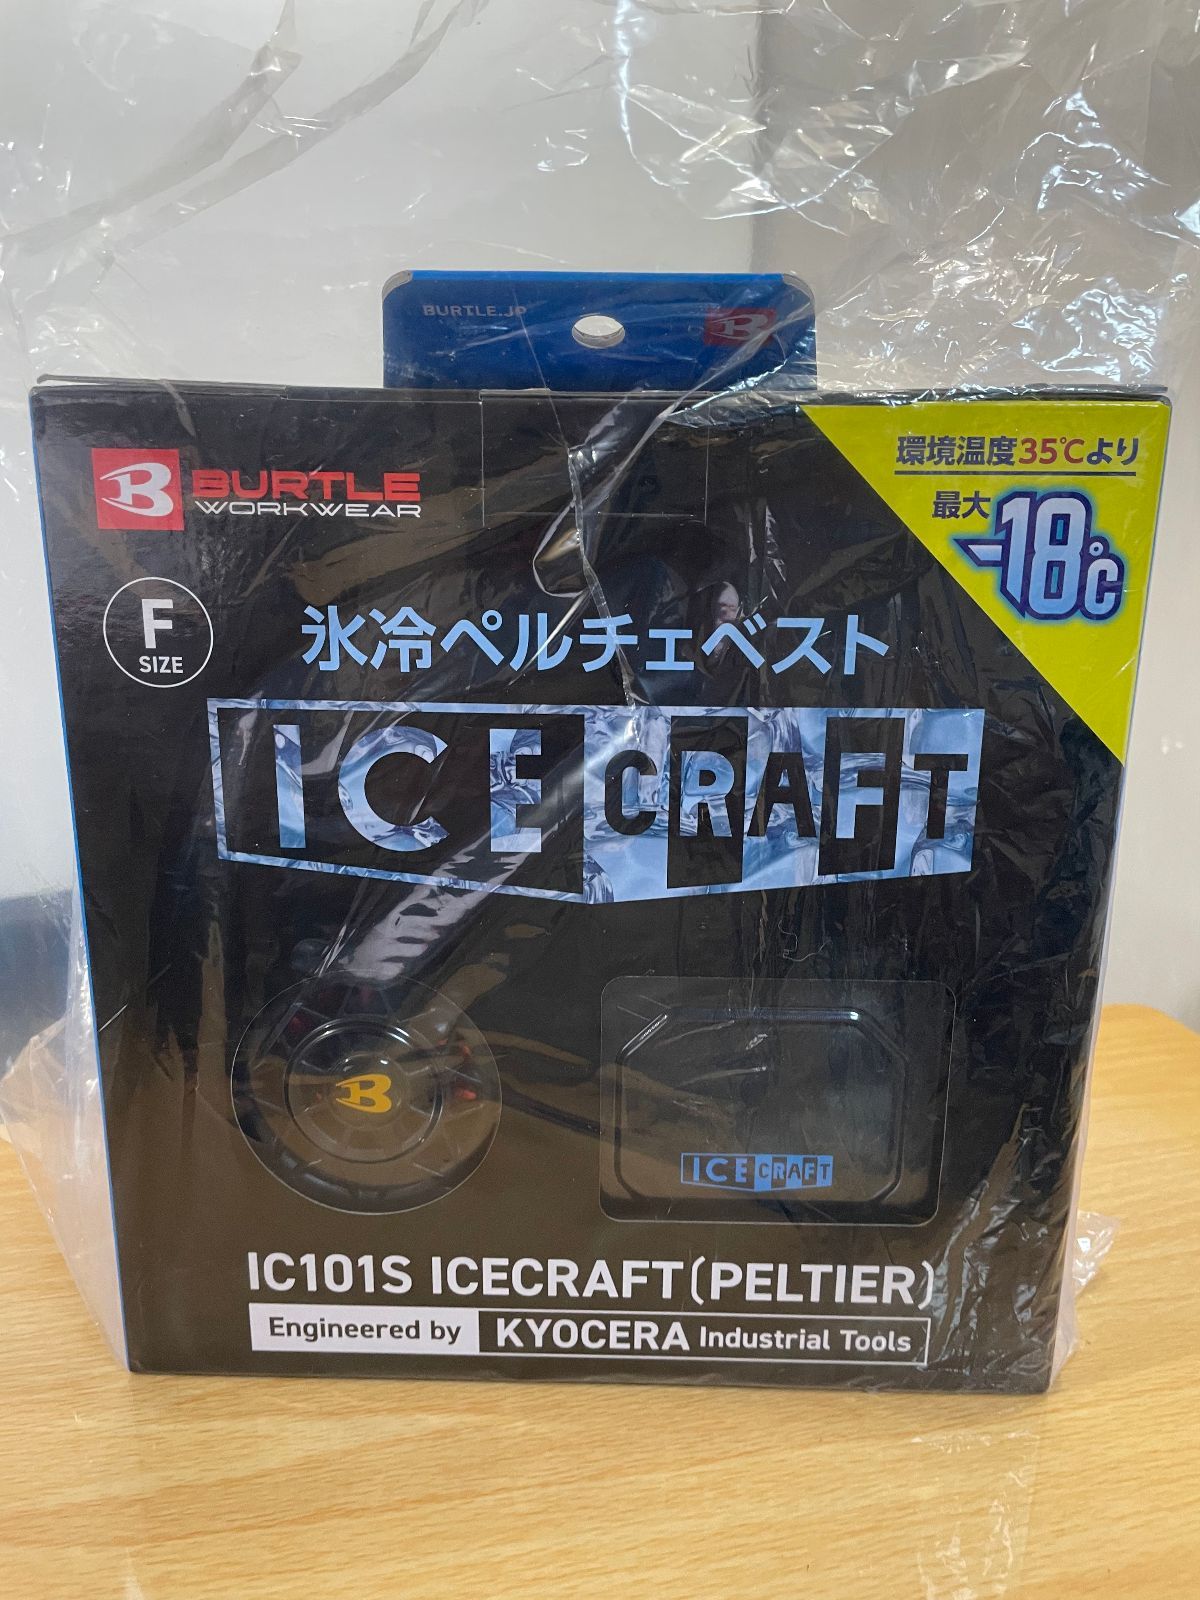 BURTLE.JP
B
B BURTLE
WORKWEAR
環境温度35℃より
最大-18℃
F
SIZE
氷冷ペルチェベスト
ICE CRAFT
B
ICE CRAFT
IC101S ICECRAFT(PELTIER)
Engineered by KYOCERA Industrial Tools